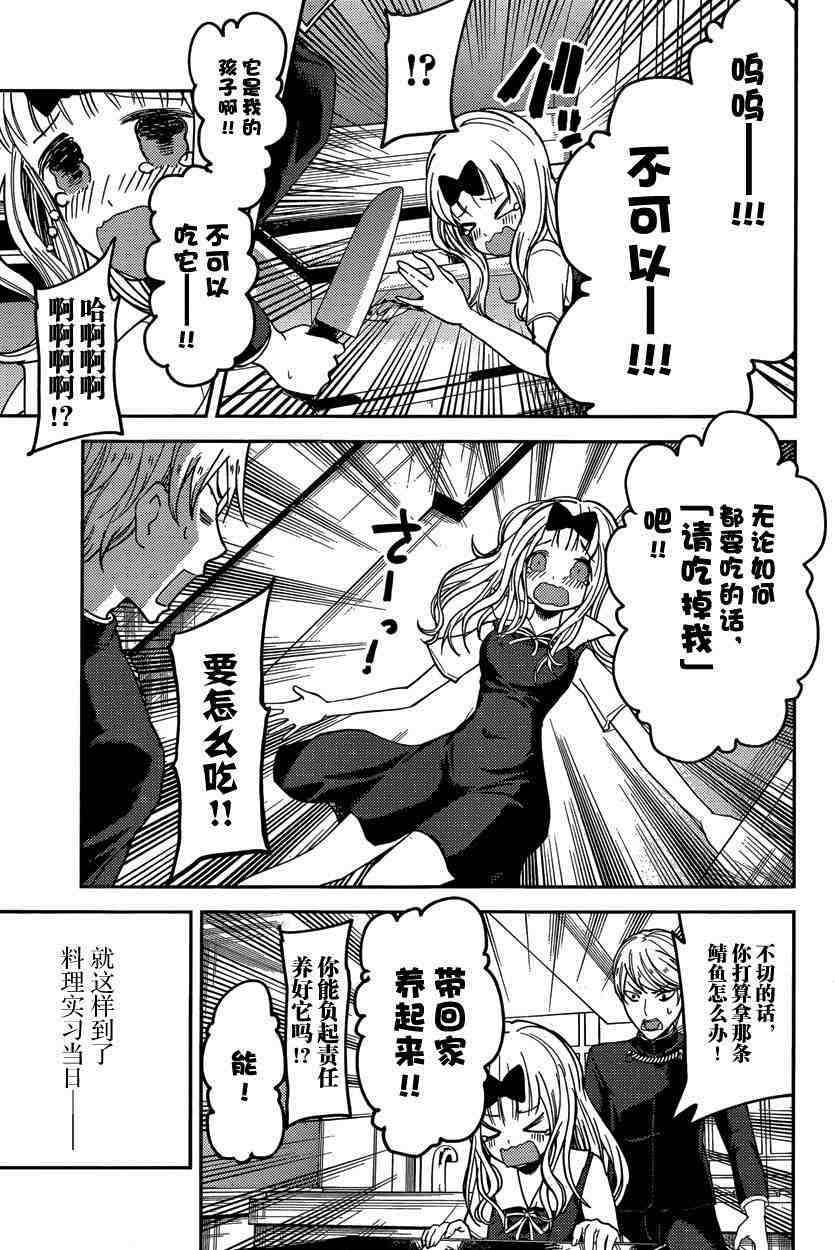 呜呜
━━!!!
不可以━!!!
!?
它是我的
孩子啊!!
不可以
吃它━━!!
哈啊啊啊
啊啊啊啊!?
无论如何
都要吃的话，
「请吃掉我」
吧!!
さーっ!
要怎么吃!!
不切的话，
你打算拿那条
鲭鱼怎么办！
带回家
养起来!!
你能负起责任
养好它吗!?
能！
就这样到了
料理实习当日——